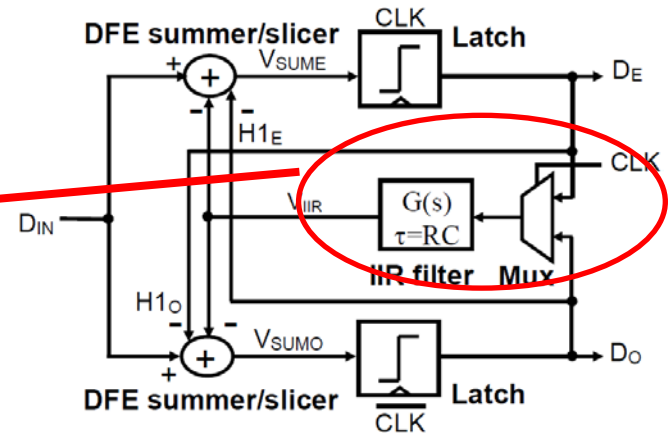 CLK
DFE summer/slicer
Latch
+
+
VSUME
DE
-
-
H1E
CLK
DIN
VIIR
G(s)
τ=RC
IIR filter
Mux
H1O
-
-
VSUMO
+
+
DO
DFE summer/slicer
Latch
CLK